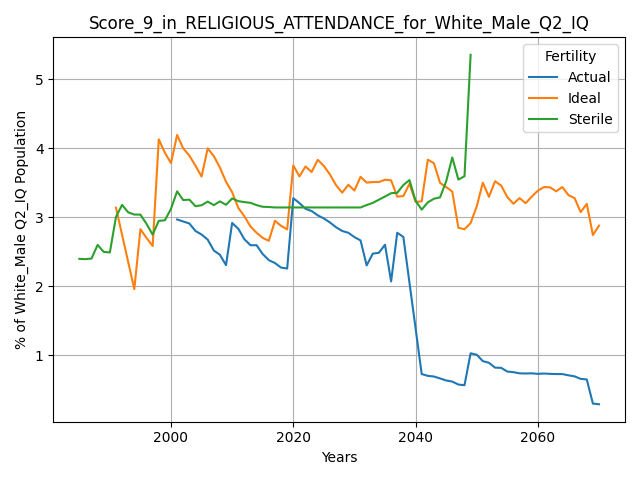 Score_9_in_RELIGIOUS_ATTENDANCE_for_White_Male_Q2_IQ
% of White_Male Q2_IQ Population
5
4
3
2
1
Fertility
Actual
Ideal
Sterile
2000
2020
2040
2060
Years